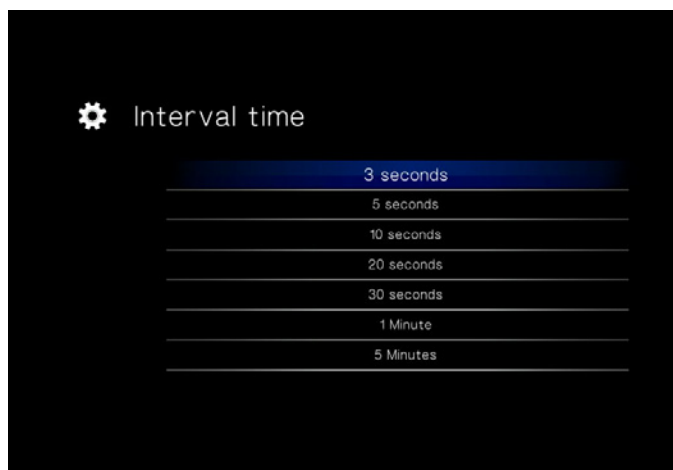 Interval time
3 seconds
5 seconds
10 seconds
20 seconds
30 seconds
1 Minute
5 Minutes